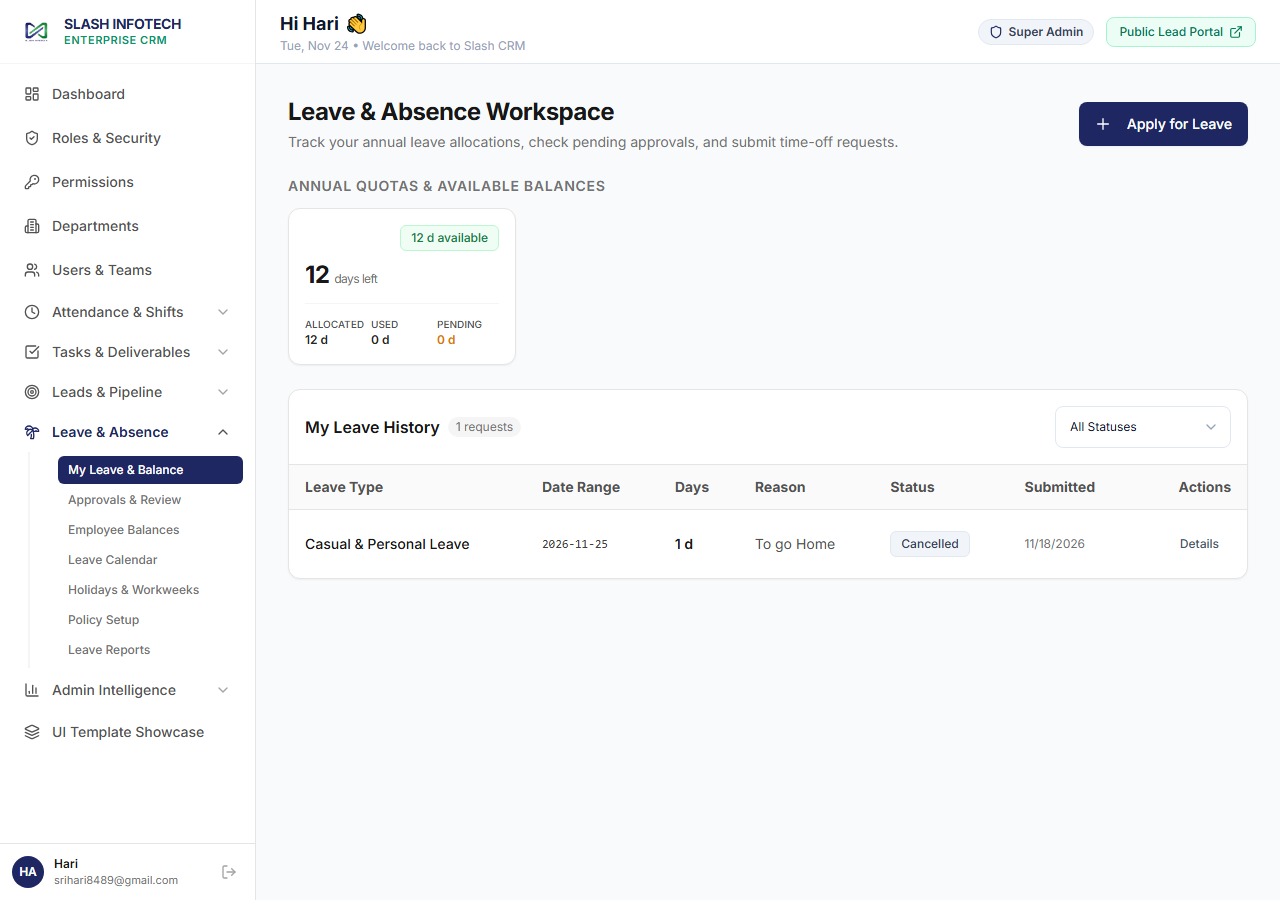 SLASH INFOTECH
ENTERPRISE CRM
Hi Hari 👋
Tue, Nov 24 • Welcome back to Slash CRM
Super Admin
Public Lead Portal
Dashboard
Roles & Security
Permissions
Departments
Users & Teams
Attendance & Shifts
Tasks & Deliverables
Leads & Pipeline
Leave & Absence
My Leave & Balance
Approvals & Review
Employee Balances
Leave Calendar
Holidays & Workweeks
Policy Setup
Leave Reports
Admin Intelligence
UI Template Showcase
HA
Hari
srihari8489@gmail.com
Leave & Absence Workspace
Track your annual leave allocations, check pending approvals, and submit time-off requests.
Apply for Leave
ANNUAL QUOTAS & AVAILABLE BALANCES
12 d available
12 days left
ALLOCATED USED PENDING
12 d 0 d 0 d
My Leave History 1 requests
All Statuses
Leave Type Date Range Days Reason Status Submitted Actions
Casual & Personal Leave 2026-11-25 1 d To go Home Cancelled 11/18/2026 Details